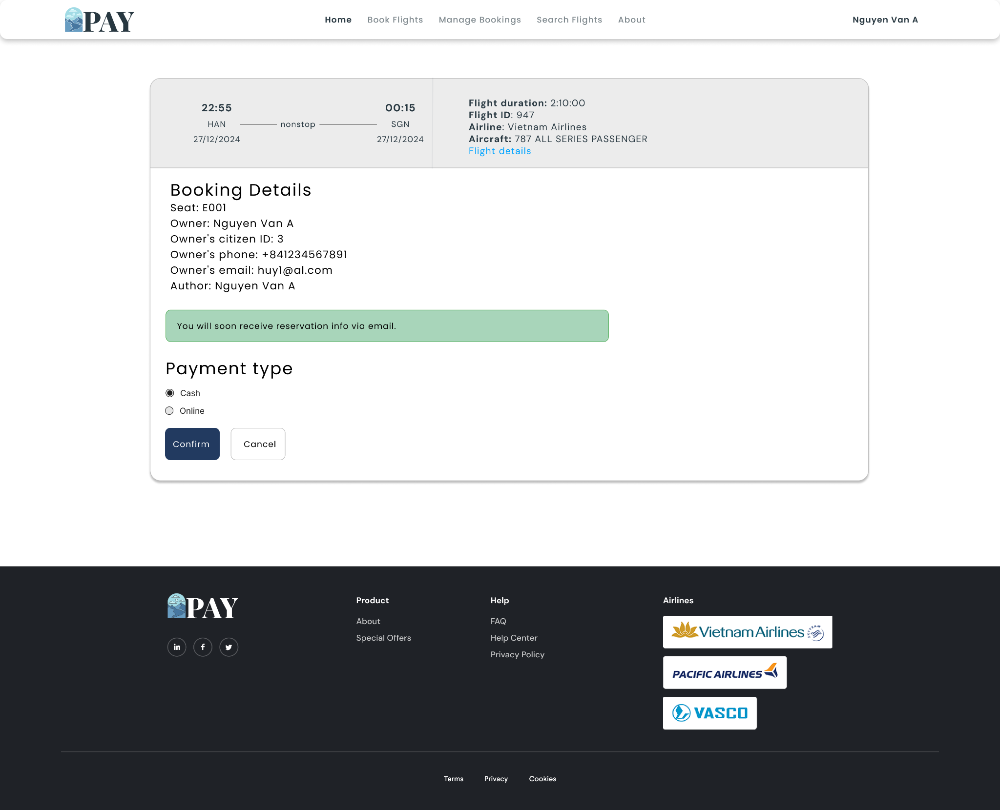 PAY
Home Book Flights Manage Bookings Search Flights About
Nguyen Van A
22:55
HAN
27/12/2024
nonstop
00:15
SGN
27/12/2024
Flight duration: 2:10:00
Flight ID: 947
Airline: Vietnam Airlines
Aircraft: 787 ALL SERIES PASSENGER
Flight details
Booking Details
Seat: E001
Owner: Nguyen Van A
Owner's citizen ID: 3
Owner's phone: +841234567891
Owner's email: huy1@al.com
Author: Nguyen Van A
You will soon receive reservation info via email.
Payment type
Cash
Online
Confirm Cancel
PAY
Product
About
Special Offers
Help
FAQ
Help Center
Privacy Policy
Airlines
Vietnam Airlines
SKYTEAM
PACIFIC AIRLINES
VASCO
Terms Privacy Cookies